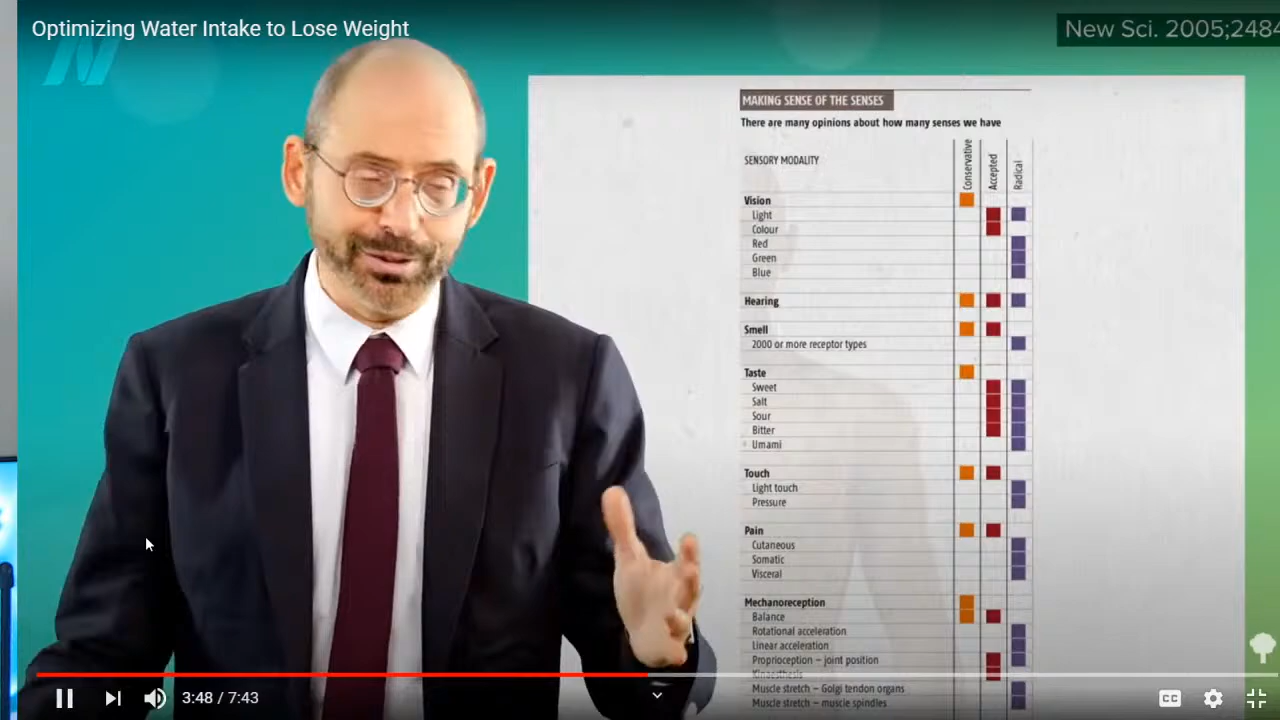 Optimizing Water Intake to Lose Weight
New Sci. 2005;2484
MAKING SENSE OF THE SENSES
There are many opinions about how many senses we have
SENSORY MODALITY
Conservative
Accepted
Radical
Vision
Light
Colour
Red
Green
Blue
Hearing
Smell
2000 or more receptor types
Taste
Sweet
Salt
Sour
Bitter
Umami
Touch
Light touch
Pressure
Pain
Cutaneous
Somatic
Visceral
Mechanoreception
Balance
Rotational acceleration
Linear acceleration
Proprioception – joint position
Kinaesthesis
Muscle stretch – Golgi tendon organs
Muscle stretch – muscle spindles
3:48 / 7:43
CC